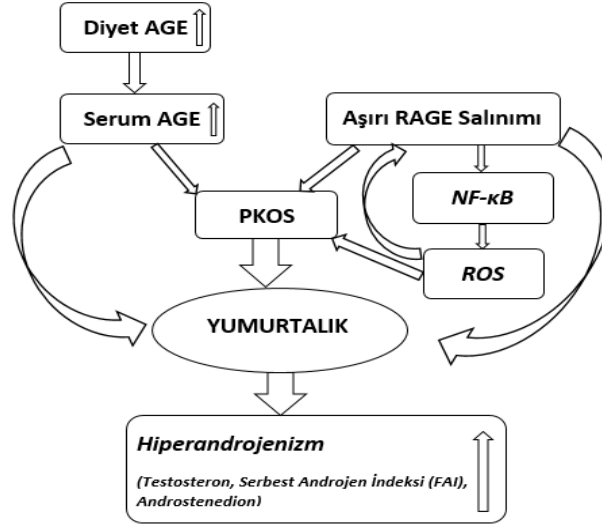 Diyet AGE
Serum AGE
Aşırı RAGE Salınımı
NF-κB
PKOS
ROS
YUMURTALIK
Hiperandrojenizm
(Testosteron, Serbest Androjen İndeksi (FAI),
Androstenedion)